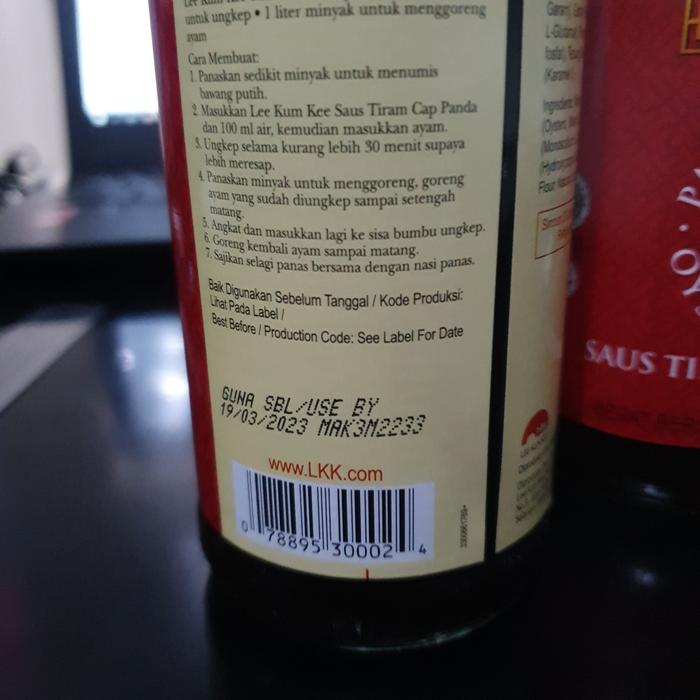 untuk ungkep • 1 liter minyak untuk menggoreng
ayam
Cara Membuat:
1. Panaskan sedikit minyak untuk menumis
bawang putih.
2. Masukkan Lee Kum Kee Saus Tiram Cap Panda
dan 100 ml air, kemudian masukkan ayam.
3. Ungkep selama kurang lebih 30 menit supaya
lebih meresap.
4. Panaskan minyak untuk menggoreng, goreng
ayam yang sudah diungkep sampai setengah
matang.
5. Angkat dan masukkan lagi ke sisa bumbu ungkep.
6. Goreng kembali ayam sampai matang.
7. Sajikan selagi panas bersama dengan nasi panas.
Baik Digunakan Sebelum Tanggal / Kode Produksi:
Lihat Pada Label /
Best Before / Production Code: See Label For Date
GUNA SBL/USE BY
19/03/2023 MAK3M2233
www.LKK.com
0 78895 30002 4
SAUS TI